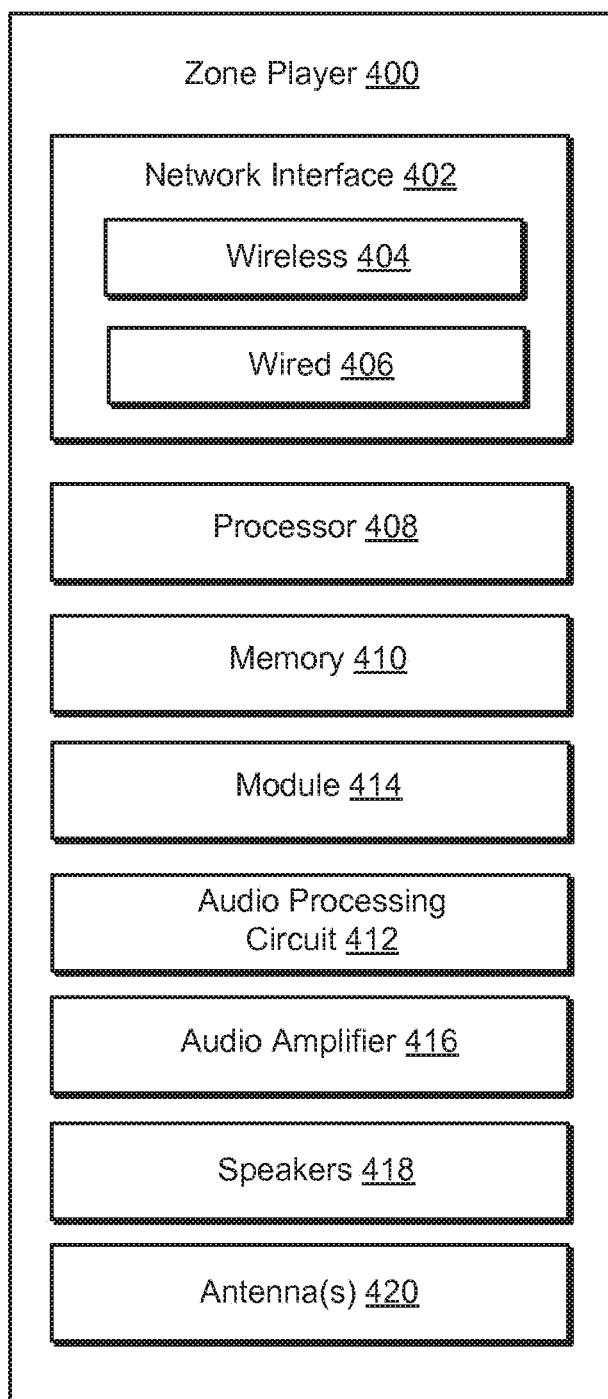 Zone Player 400
Network Interface 402
Wireless 404
Wired 406
Processor 408
Memory 410
Module 414
Audio Processing
Circuit 412
Audio Amplifier 416
Speakers 418
Antenna(s) 420